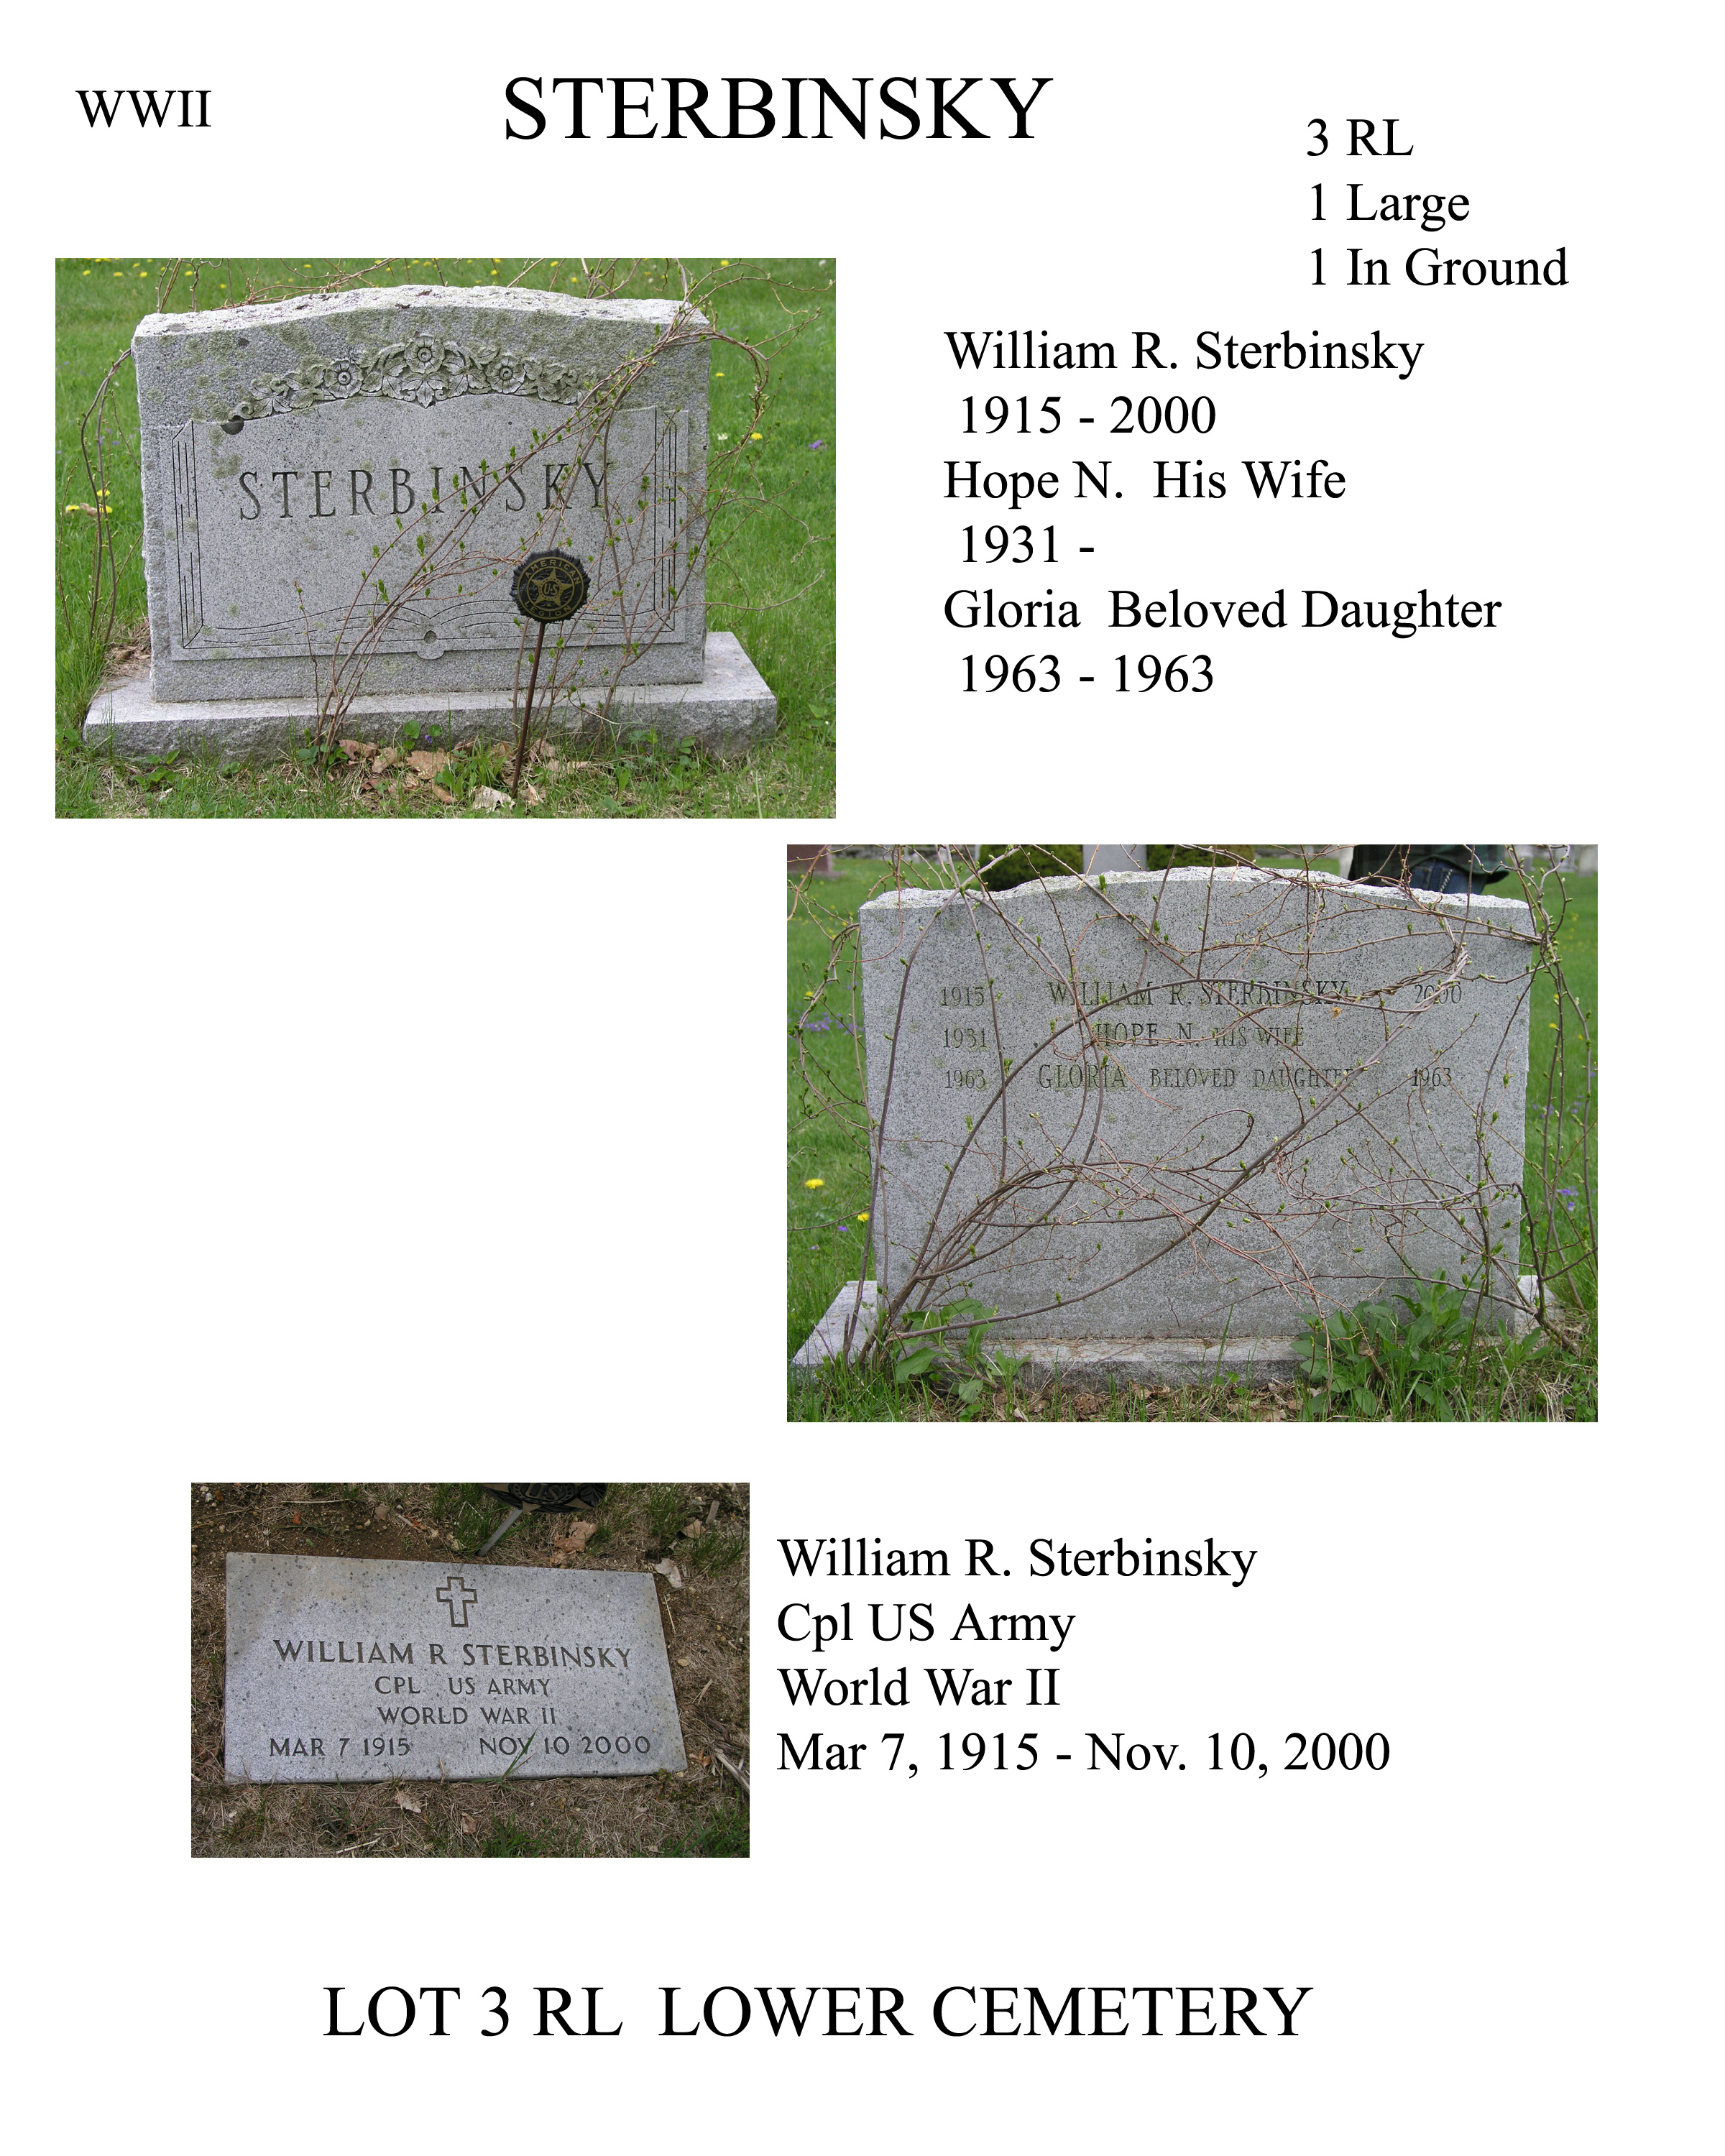 WWII
STERBINSKY
3 RL
1 Large
1 In Ground
STERBINSKY
AMERICAN
US
LEGION
William R. Sterbinsky
1915 - 2000
Hope N.  His Wife
1931 -
Gloria  Beloved Daughter
1963 - 1963
1915 WILLIAM R. STERBINSKY 2000
1931 HOPE N. HIS WIFE
1963 GLORIA BELOVED DAUGHTER 1963
WILLIAM R STERBINSKY
CPL US ARMY
WORLD WAR II
MAR 7 1915 NOV 10 2000
William R. Sterbinsky
Cpl US Army
World War II
Mar 7, 1915 - Nov. 10, 2000
LOT 3 RL  LOWER CEMETERY